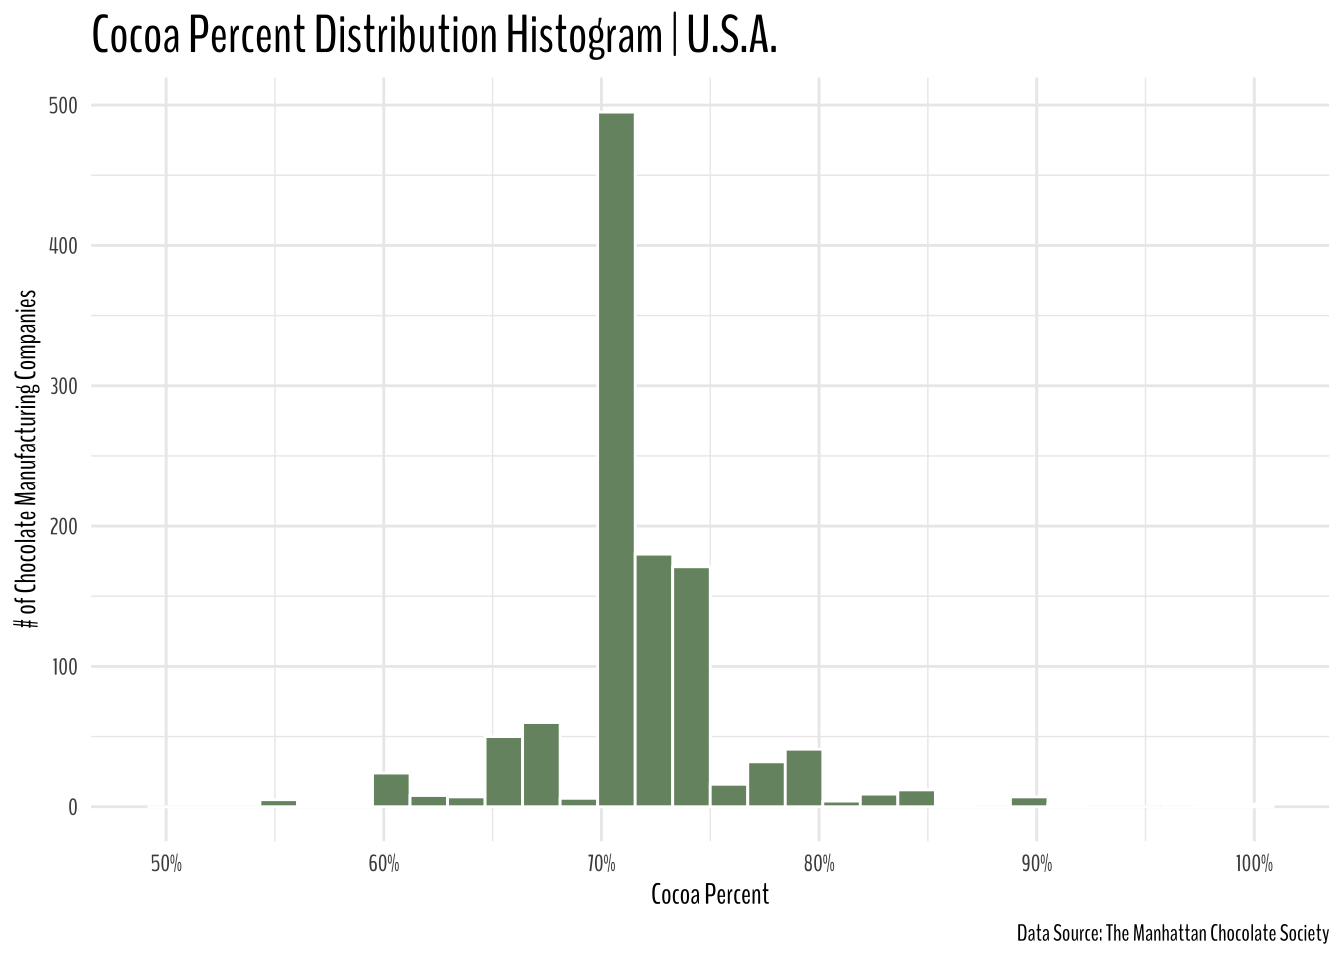 Cocoa Percent Distribution Histogram | U.S.A.
# of Chocolate Manufacturing Companies
500
400
300
200
100
0
50% 60% 70% 80% 90% 100%
Cocoa Percent
Data Source: The Manhattan Chocolate Society